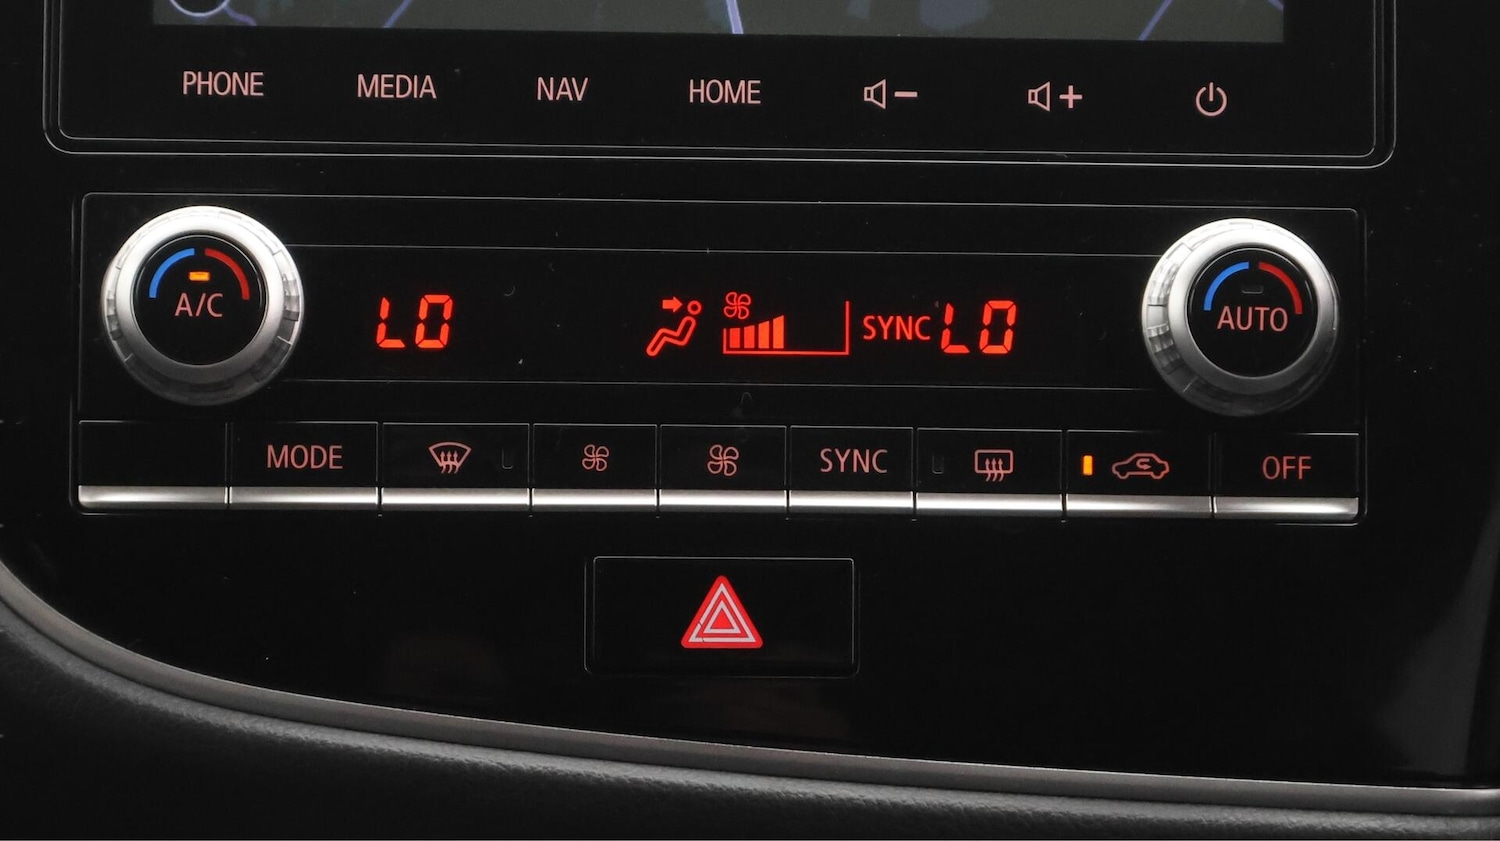 PHONE MEDIA NAV HOME
A/C LO SYNC LO AUTO
MODE SYNC OFF